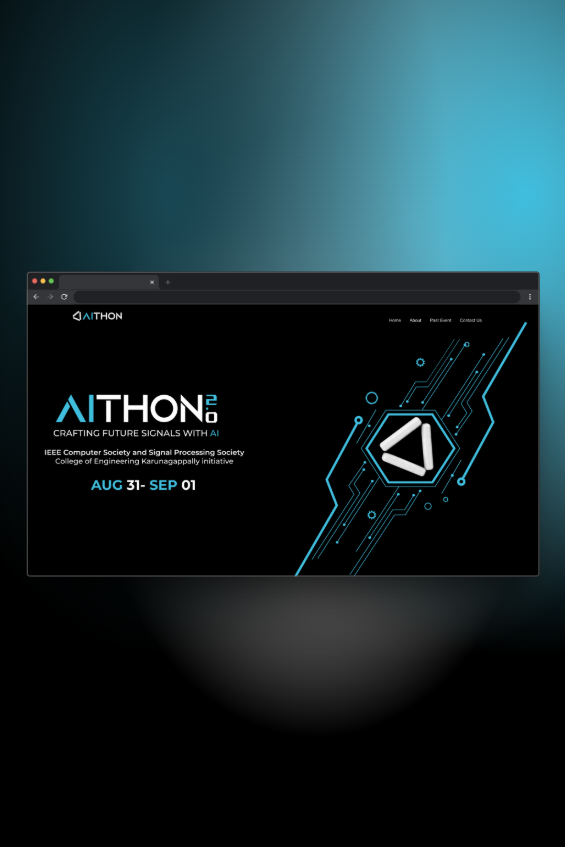 AITHON
Home About Past Event Contact Us
AITHON 2.0
CRAFTING FUTURE SIGNALS WITH AI
IEEE Computer Society and Signal Processing Society
College of Engineering Karunagappally initiative
AUG 31- SEP 01